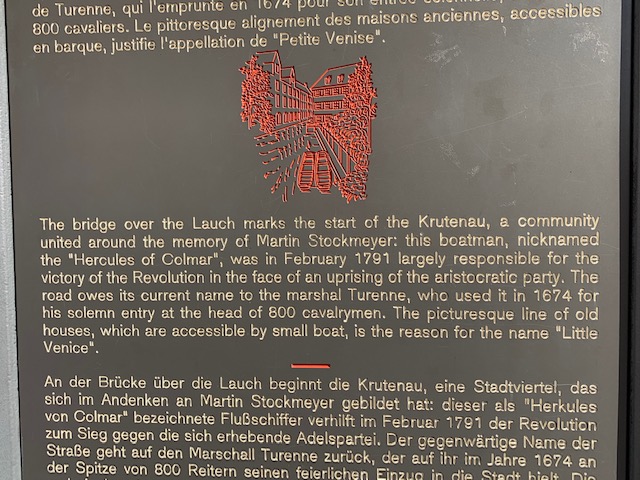 de Turenne, qui l'emprunte en 1674 pour son entrée
800 cavaliers. Le pittoresque alignement des maisons anciennes, accessibles
en barque, justifie l'appellation de "Petite Venise".
The bridge over the Lauch marks the start of the Krutenau, a community
united around the memory of Martin Stockmeyer: this boatman, nicknamed
the "Hercules of Colmar", was in February 1791 largely responsible for the
victory of the Revolution in the face of an uprising of the aristocratic party. The
road owes its current name to the marshal Turenne, who used it in 1674 for
his solemn entry at the head of 800 cavalrymen. The picturesque line of old
houses, which are accessible by small boat, is the reason for the name "Little
Venice".
An der Brücke über die Lauch beginnt die Krutenau, eine Stadtviertel, das
sich im Andenken an Martin Stockmeyer gebildet hat: dieser als "Herkules
von Colmar" bezeichnete Flußschiffer verhilft im Februar 1791 der Revolution
zum Sieg gegen die sich erhebende Adelspartei. Der gegenwärtige Name der
Straße geht auf den Marschall Turenne zurück, der auf ihr im Jahre 1674 an
der Spitze von 800 Reitern seinen feierlichen Einzug in die Stadt hielt. Die